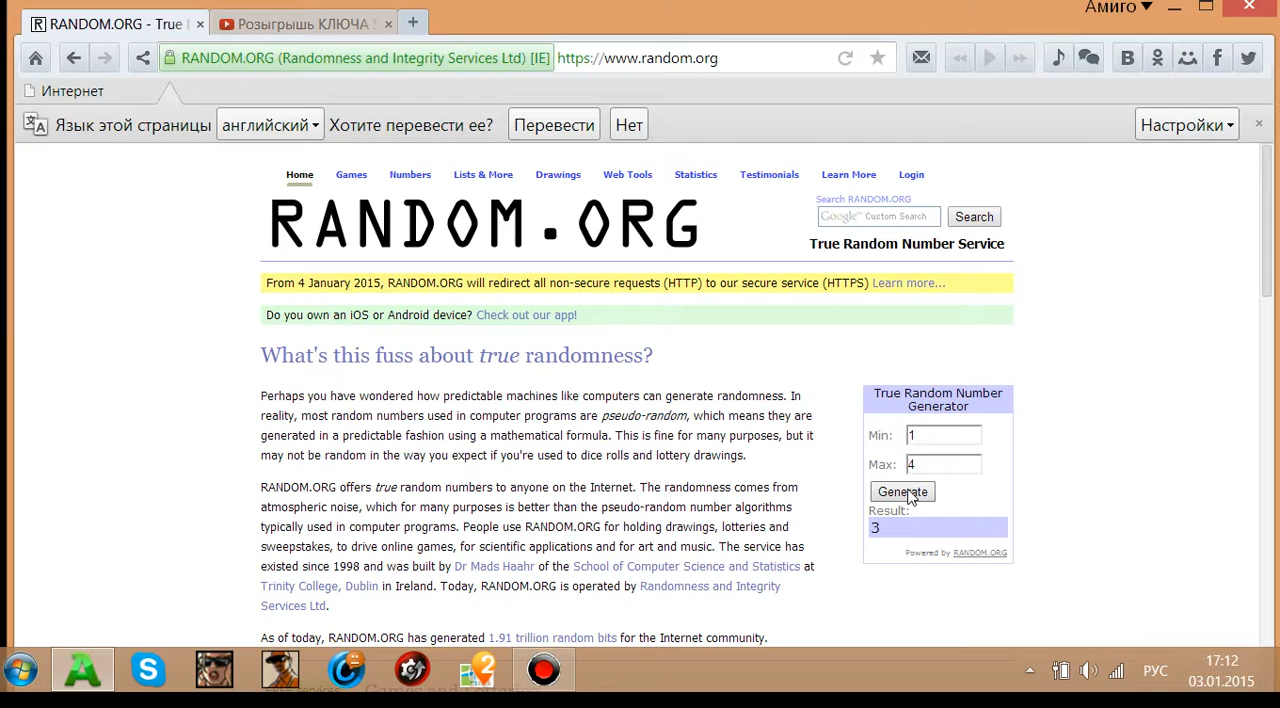 Амиго
RANDOM.ORG - True
Розыгрышь КЛЮЧА
RANDOM.ORG (Randomness and Integrity Services Ltd) [IE] https://www.random.org
Интернет
Язык этой страницы английский Хотите перевести ее? Перевести Нет Настройки
Home Games Numbers Lists & More Drawings Web Tools Statistics Testimonials Learn More Login
RANDOM.ORG
Search RANDOM.ORG
Google Custom Search Search
True Random Number Service
From 4 January 2015, RANDOM.ORG will redirect all non-secure requests (HTTP) to our secure service (HTTPS) Learn more...
Do you own an iOS or Android device? Check out our app!
What's this fuss about true randomness?
Perhaps you have wondered how predictable machines like computers can generate randomness. In
reality, most random numbers used in computer programs are pseudo-random, which means they are
generated in a predictable fashion using a mathematical formula. This is fine for many purposes, but it
may not be random in the way you expect if you're used to dice rolls and lottery drawings.
RANDOM.ORG offers true random numbers to anyone on the Internet. The randomness comes from
atmospheric noise, which for many purposes is better than the pseudo-random number algorithms
typically used in computer programs. People use RANDOM.ORG for holding drawings, lotteries and
sweepstakes, to drive online games, for scientific applications and for art and music. The service has
existed since 1998 and was built by Dr Mads Haahr of the School of Computer Science and Statistics at
Trinity College, Dublin in Ireland. Today, RANDOM.ORG is operated by Randomness and Integrity
Services Ltd.
As of today, RANDOM.ORG has generated 1.91 trillion random bits for the Internet community.
True Random Number
Generator
Min: 1
Max: 4
Generate
Result:
3
Powered by RANDOM.ORG
2
РУС
17:12
03.01.2015